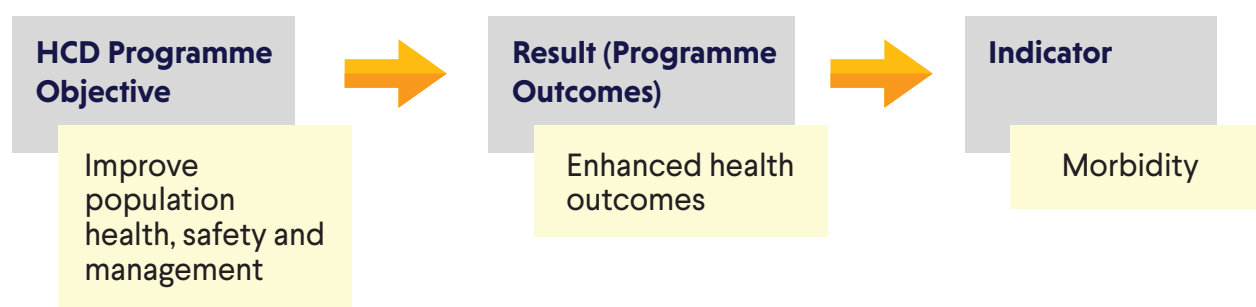 HCD Programme
Objective
Improve
population
health, safety and
management
Result (Programme
Outcomes)
Enhanced health
outcomes
Indicator
Morbidity